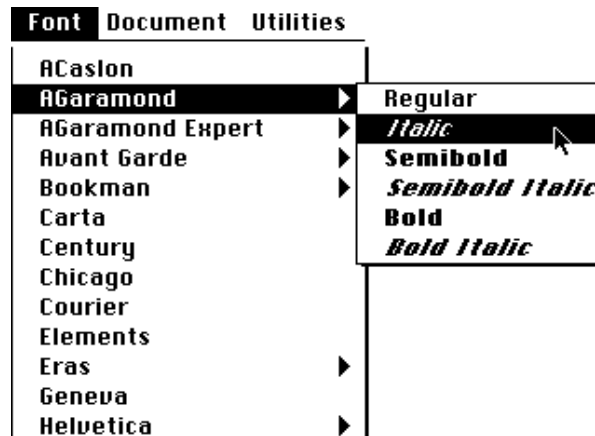 Font Document Utilities
ACaslon
AGaramond
AGaramond Expert
Avant Garde
Bookman
Carta
Century
Chicago
Courier
Elements
Eras
Geneva
Helvetica
Regular
Italic
Semibold
Semibold Italic
Bold
Bold Italic